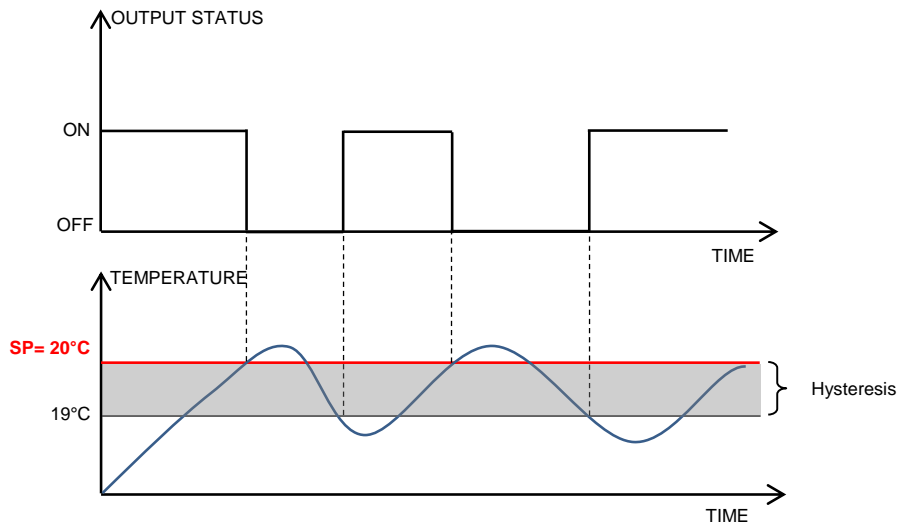 OUTPUT STATUS
ON
OFF
TIME
TEMPERATURE
SP= 20°C
19°C
Hysteresis
TIME